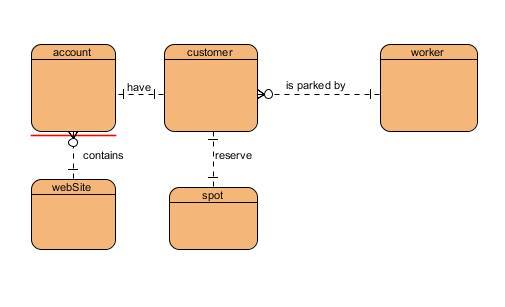 account
customer
worker
have
is parked by
contains
reserve
webSite
spot